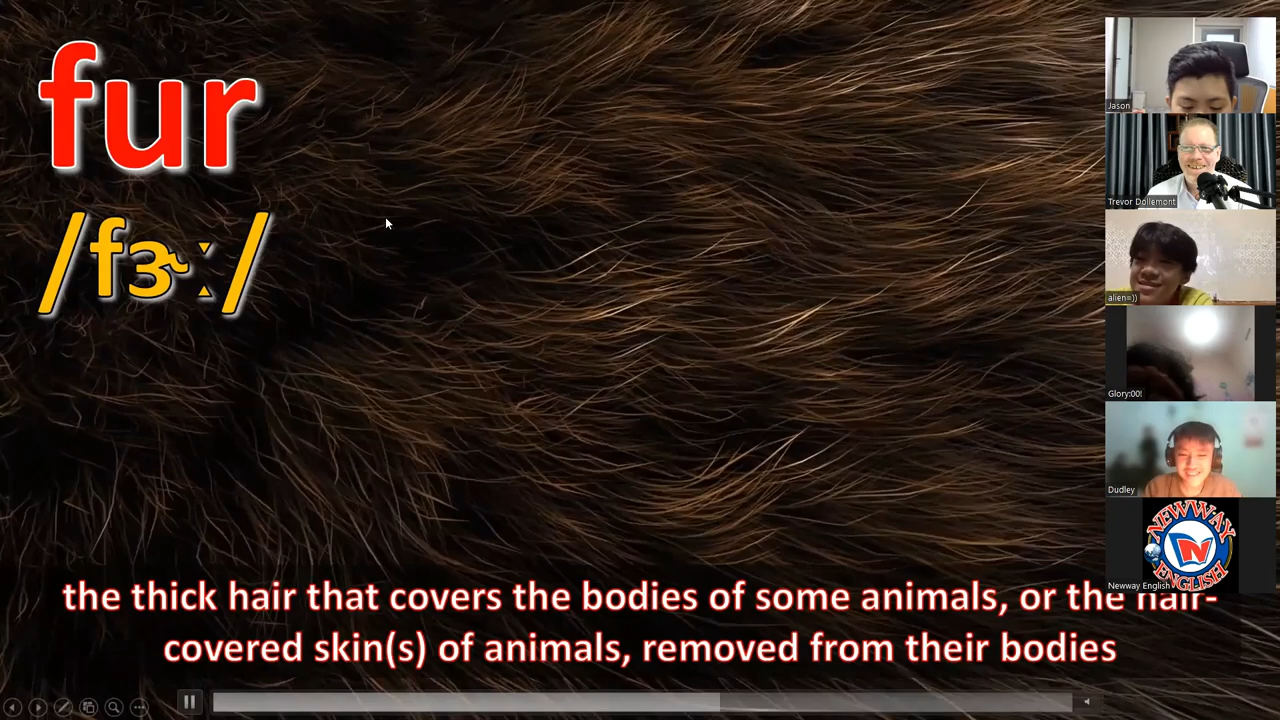 fur
/fɝː/
the thick hair that covers the bodies of some animals, or the hair-
covered skin(s) of animals, removed from their bodies
Jason
Trevor Dollemont
alien=))
Glory:00!
Dudley
NEWWAY
N
ENGLISH
Newway English